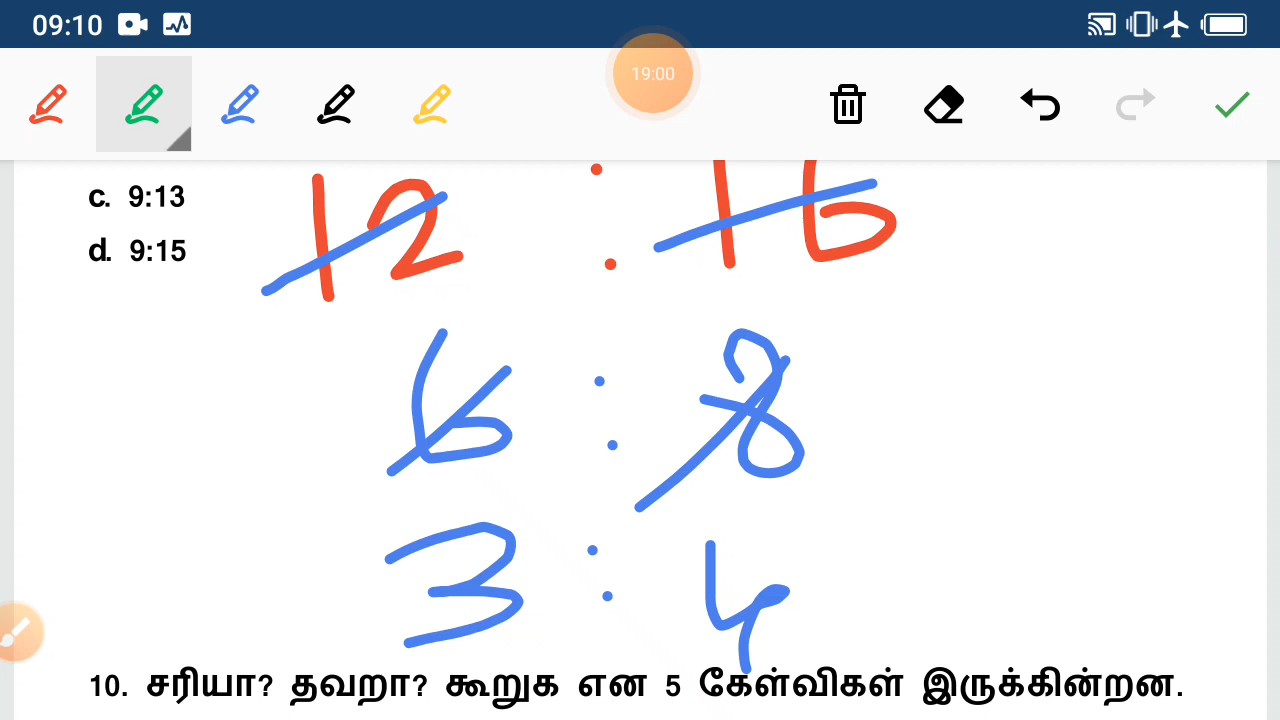 09:10
19:00
c. 9:13
d. 9:15
12 : 16
6 : 8
3 : 4
10. சரியா? தவறா? கூறுக என 5 கேள்விகள் இருக்கின்றன.